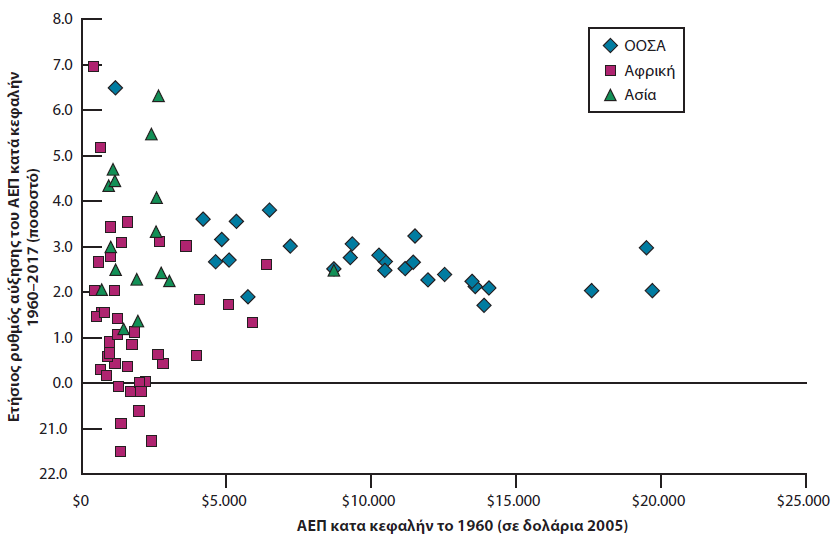 8.0
7.0
6.0
5.0
4.0
3.0
2.0
1.0
0.0
21.0
22.0
Ετήσιος ρυθμός αύξησης του ΑΕΠ κατά κεφαλήν
1960–2017 (ποσοστό)
ΟΟΣΑ
Αφρική
Ασία
$0
$5.000
$10.000
$15.000
$20.000
$25.000
ΑΕΠ κατα κεφαλήν το 1960 (σε δολάρια 2005)